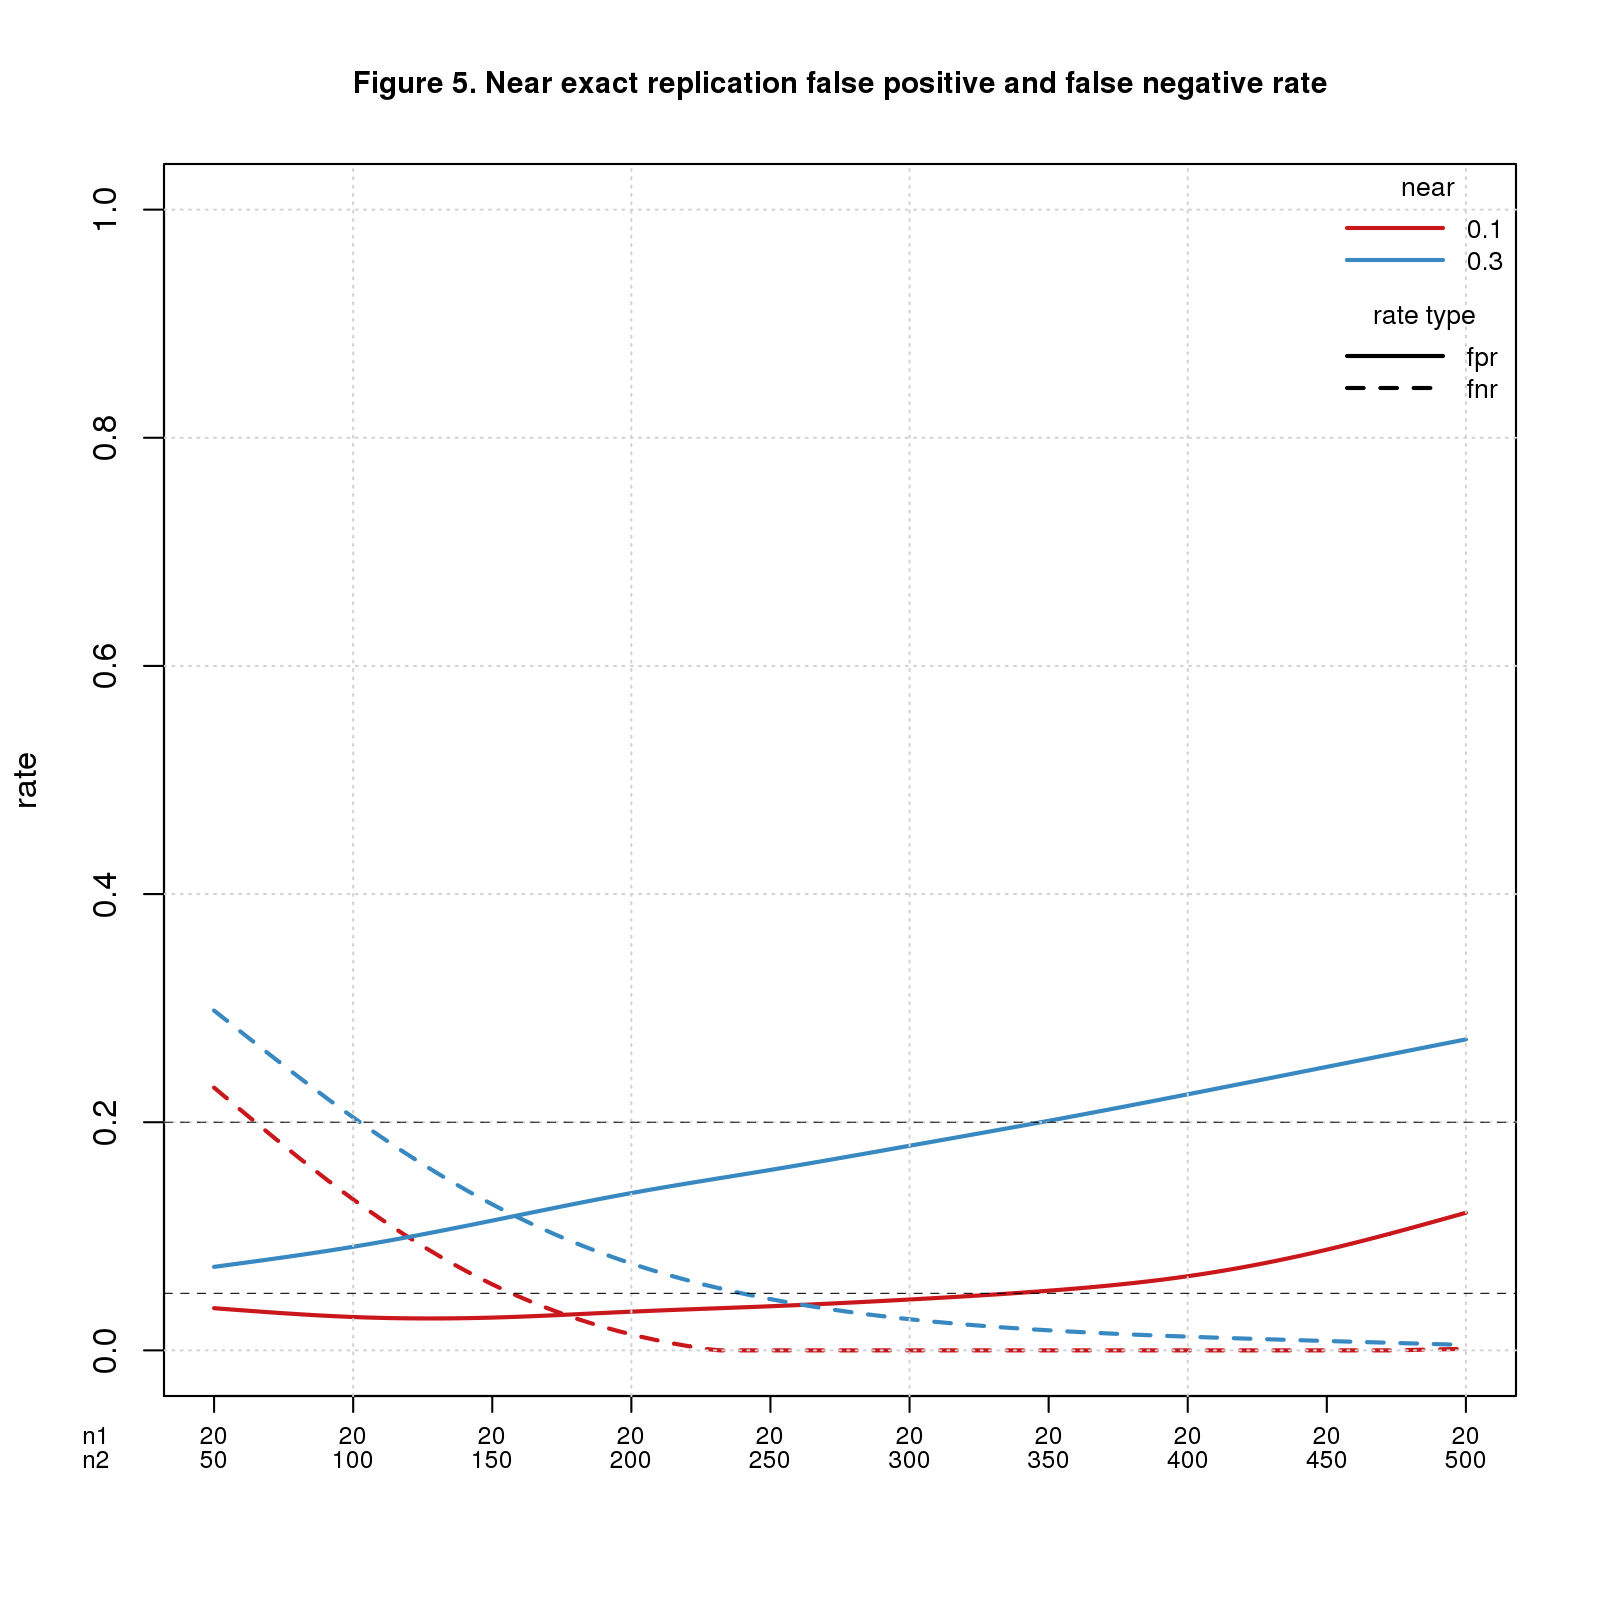 Figure 5. Near exact replication false positive and false negative rate
near
0.1
0.3
rate type
fpr
fnr
rate
1.0
0.8
0.6
0.4
0.2
0.0
n1 20 20 20 20 20 20 20 20 20 20
n2 50 100 150 200 250 300 350 400 450 500